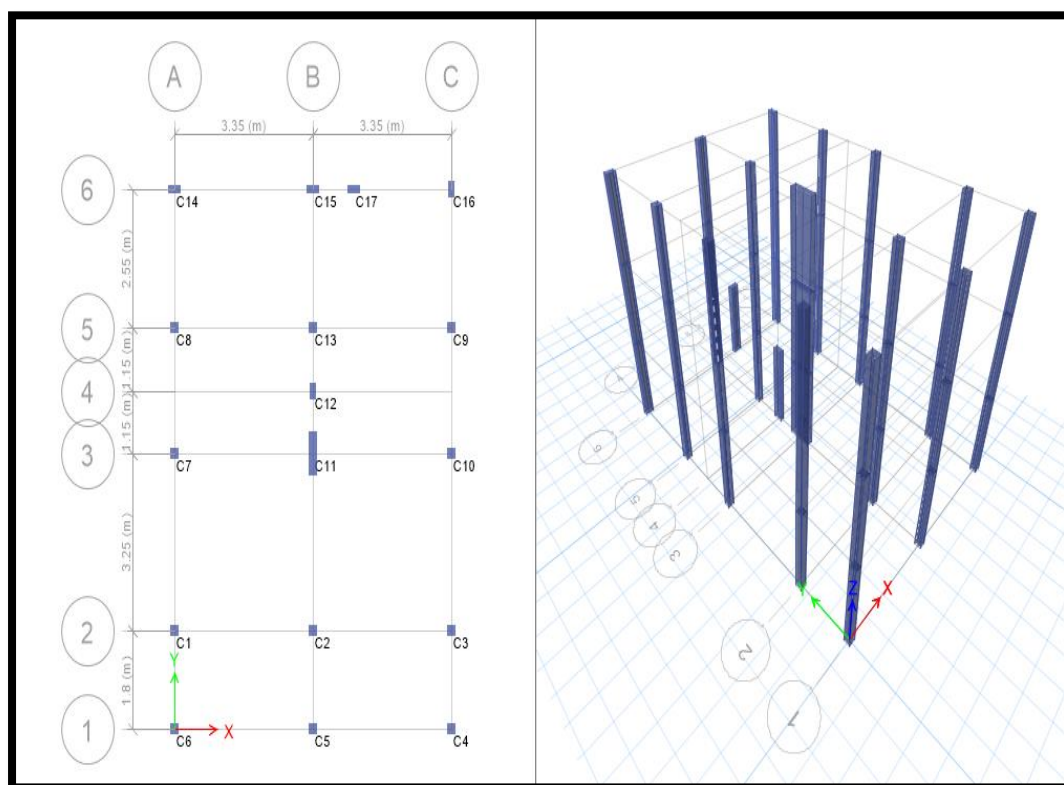 A B C
3.35 (m) 3.35 (m)
6
C14 C15 C17 C16
2.55 (m)
5
C8 C13 C9
1.15 (m)
4
C12
1.15 (m)
3
C7 C11 C10
3.25 (m)
2
C1 C2 C3
1.8 (m)
Y
1
X
C6 C5 C4
6
5
4
3
2
1
Y Z X